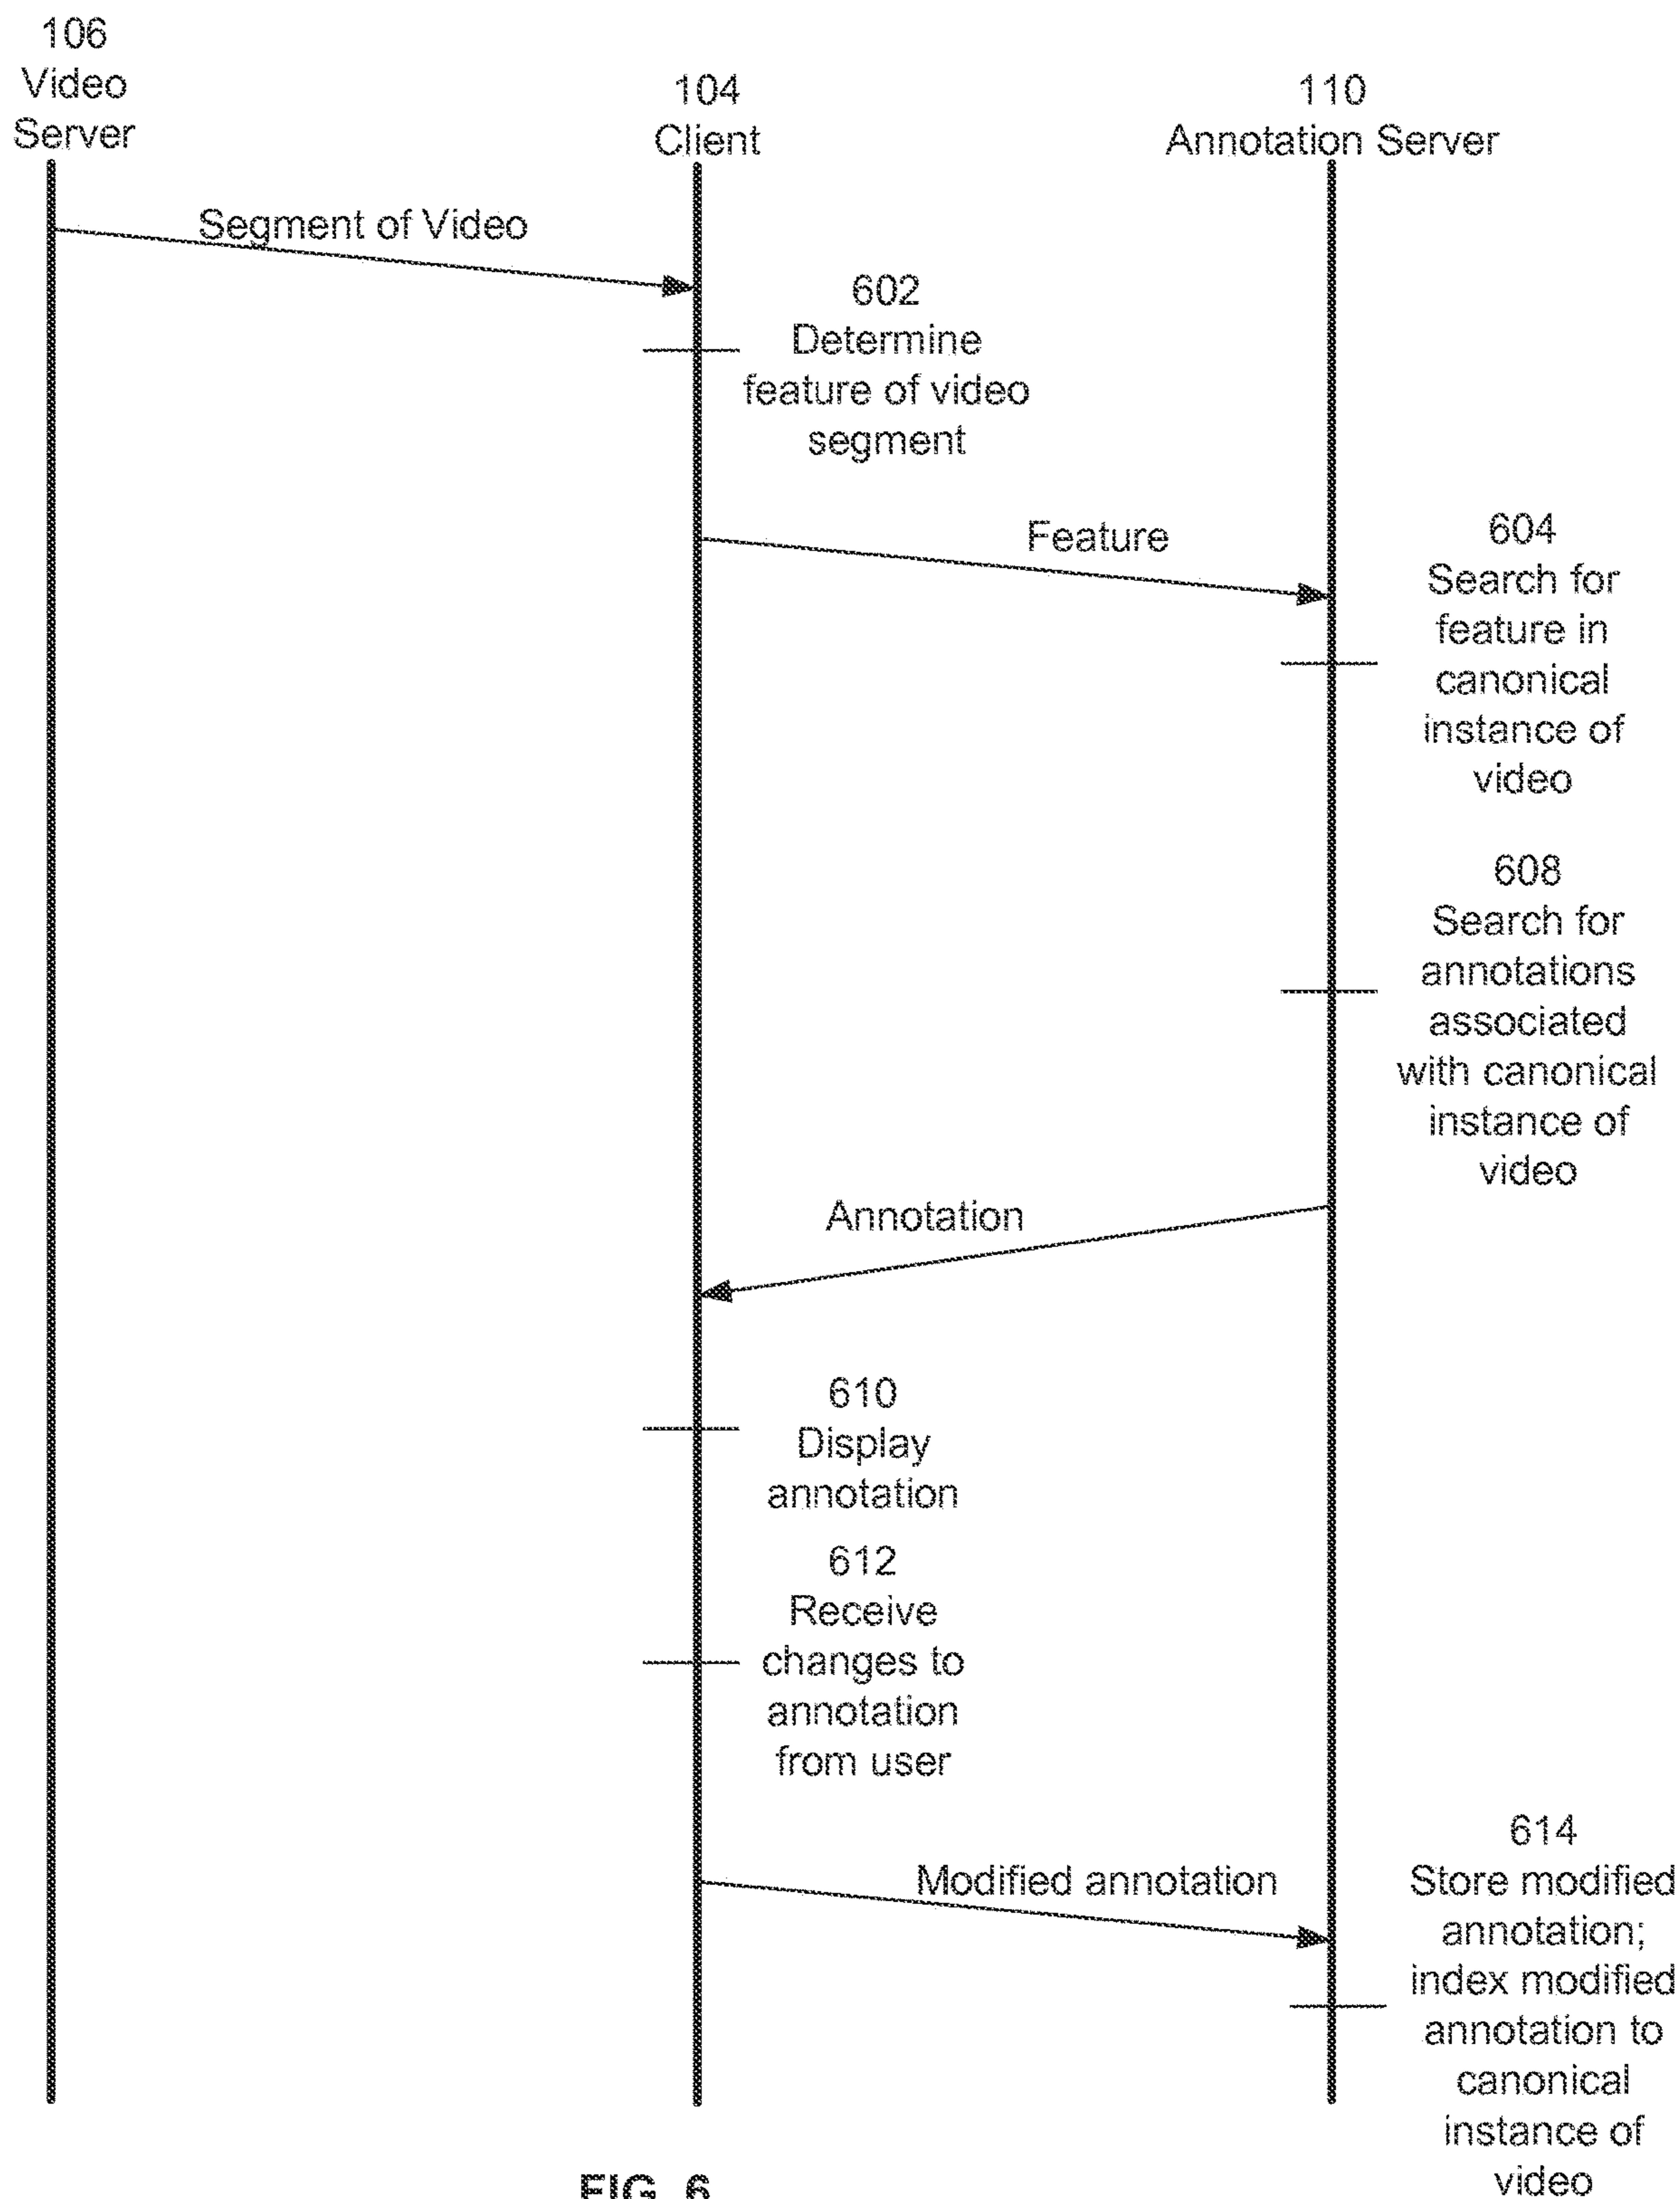 106
Video
Server
104
Client
110
Annotation Server
Segment of Video
602
Determine
feature of video
segment
Feature
604
Search for
feature in
canonical
instance of
video
608
Search for
annotations
associated
with canonical
instance of
video
Annotation
610
Display
annotation
612
Receive
changes to
annotation
from user
Modified annotation
614
Store modified
annotation;
index modified
annotation to
canonical
instance of
video
FIG. 6